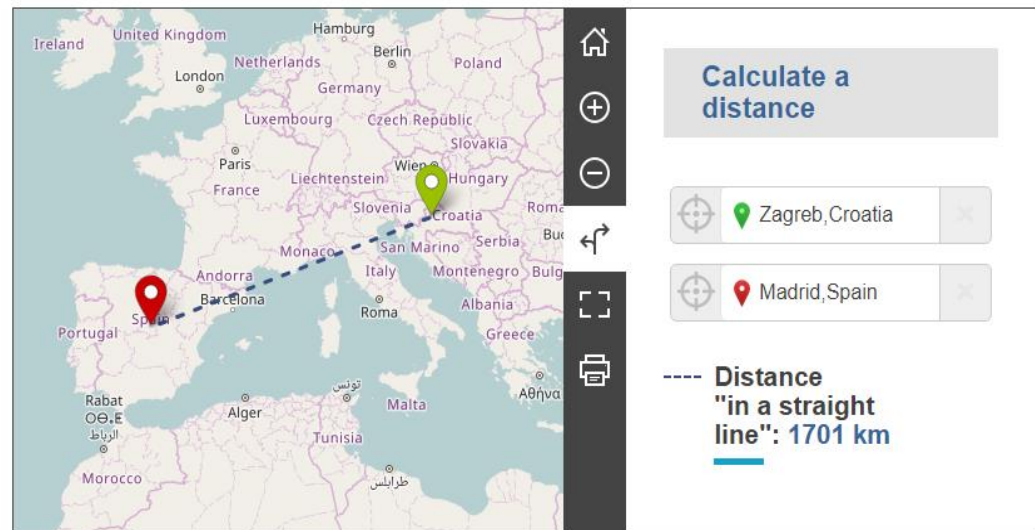 Hamburg
Ireland
United Kingdom
Berlin
Netherlands
Poland
London
Germany
Luxembourg
Czech Republic
Slovakia
Paris
Wien
Liechtenstein
Hungary
France
Slovenia
Croatia
Monaco
San Marino
Serbia
Andorra
Italy
Montenegro
Barcelona
Spain
Roma
Albania
Portugal
Greece
Αθήνα
Rabat
ⵔⴱⴰⵟ
الرباط
تونس
Alger
Malta
Tunisia
طرابلس
Morocco
Calculate a
distance
Zagreb,Croatia
Madrid,Spain
Distance
"in a straight
line": 1701 km